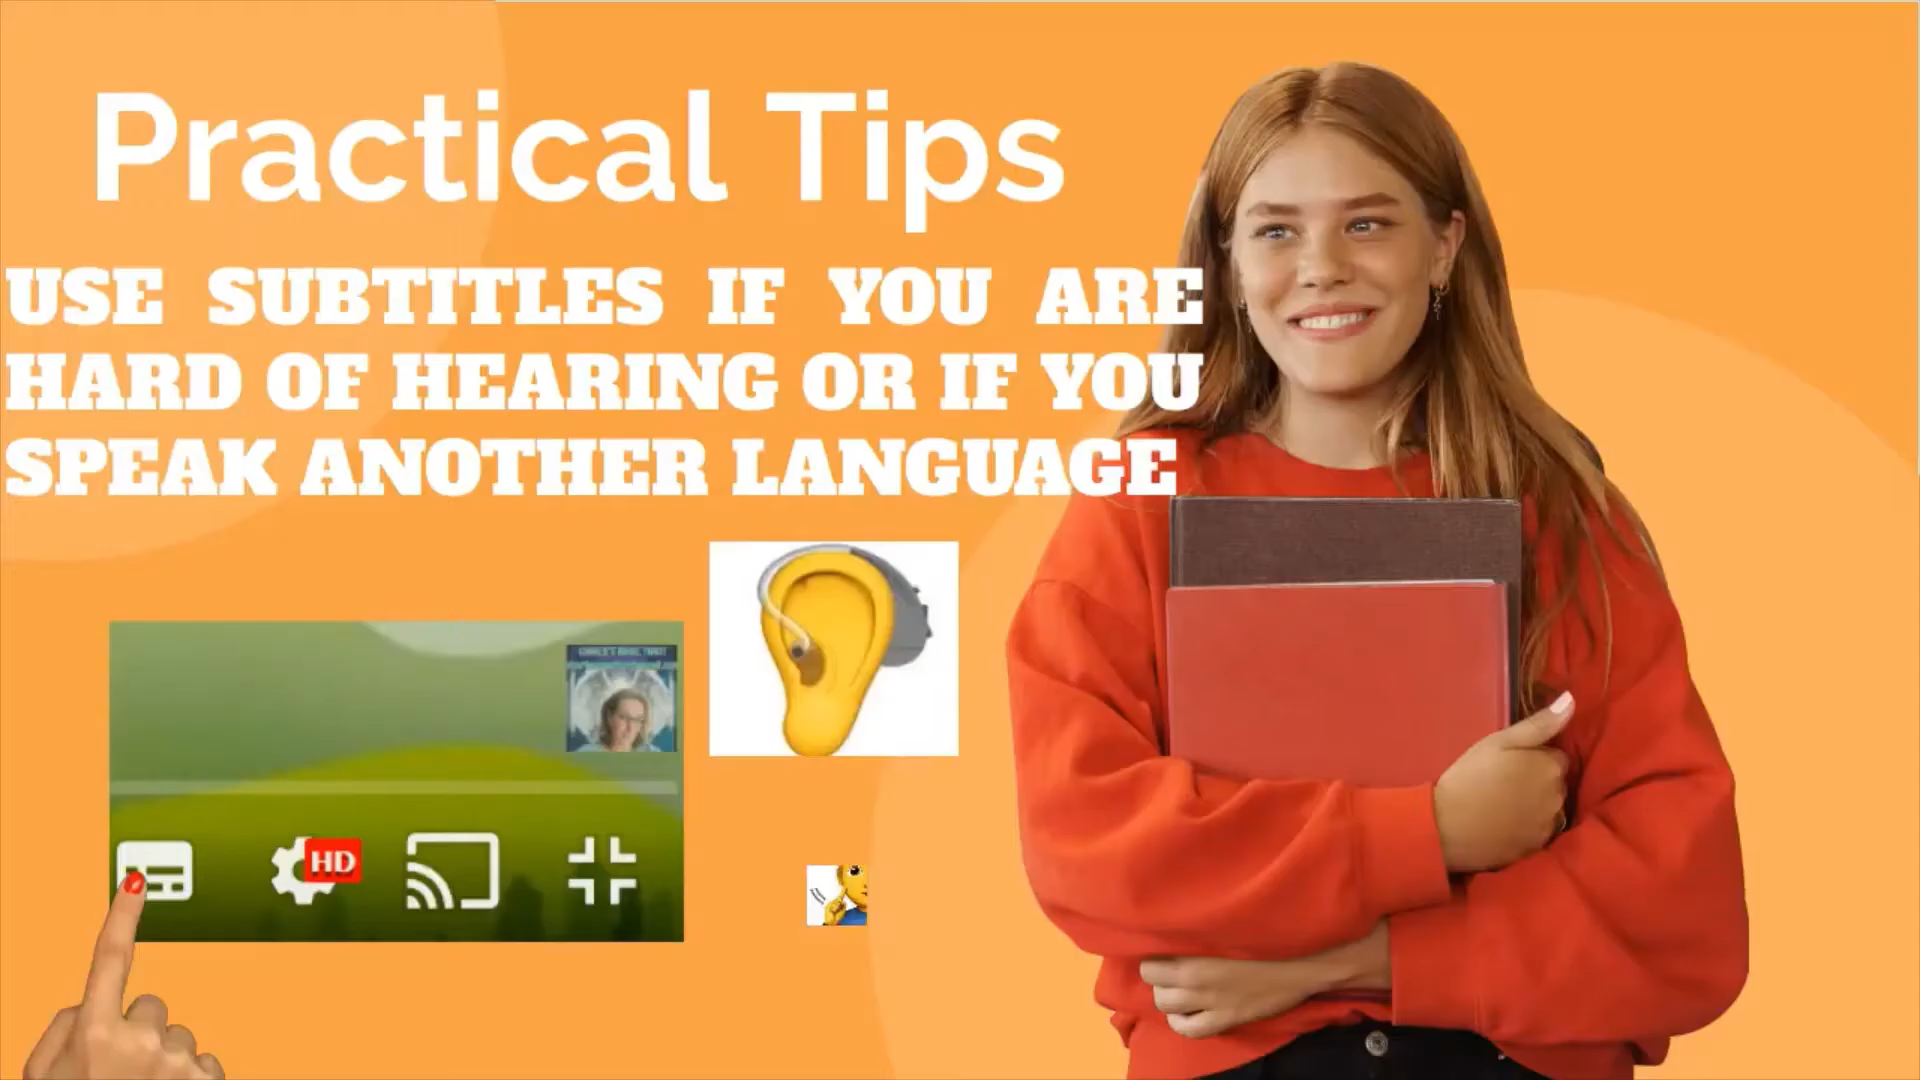 Practical Tips
USE SUBTITLES IF YOU ARE
HARD OF HEARING OR IF YOU
SPEAK ANOTHER LANGUAGE
HD